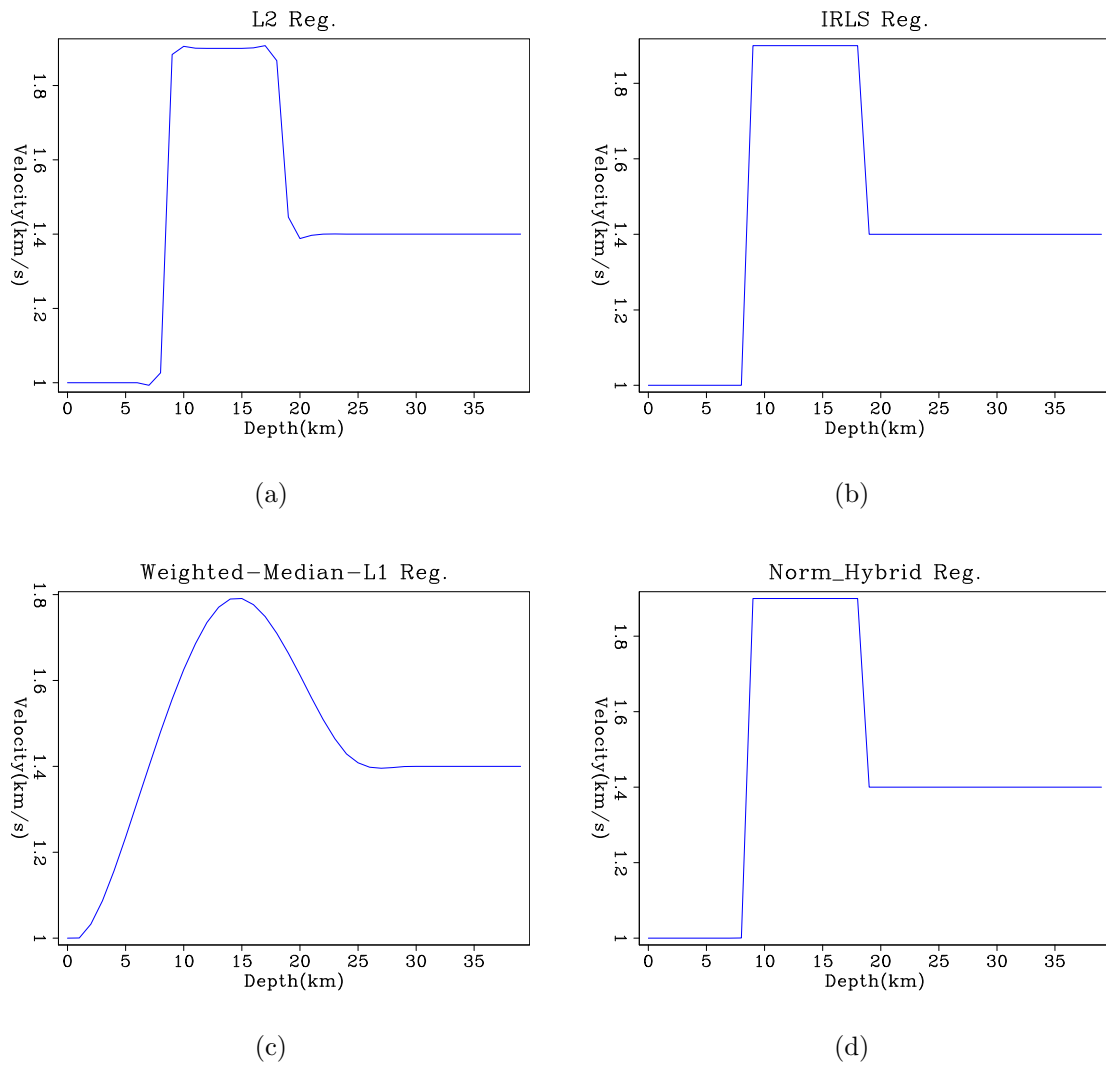 L2 Reg.
1 1.2 1.4 1.6 1.8
Velocity(km/s)
0 5 10 15 20 25 30 35
Depth(km)
(a)
IRLS Reg.
1 1.2 1.4 1.6 1.8
Velocity(km/s)
0 5 10 15 20 25 30 35
Depth(km)
(b)
Weighted-Median-L1 Reg.
1 1.2 1.4 1.6 1.8
Velocity(km/s)
0 5 10 15 20 25 30 35
Depth(km)
(c)
Norm_Hybrid Reg.
1 1.2 1.4 1.6 1.8
Velocity(km/s)
0 5 10 15 20 25 30 35
Depth(km)
(d)